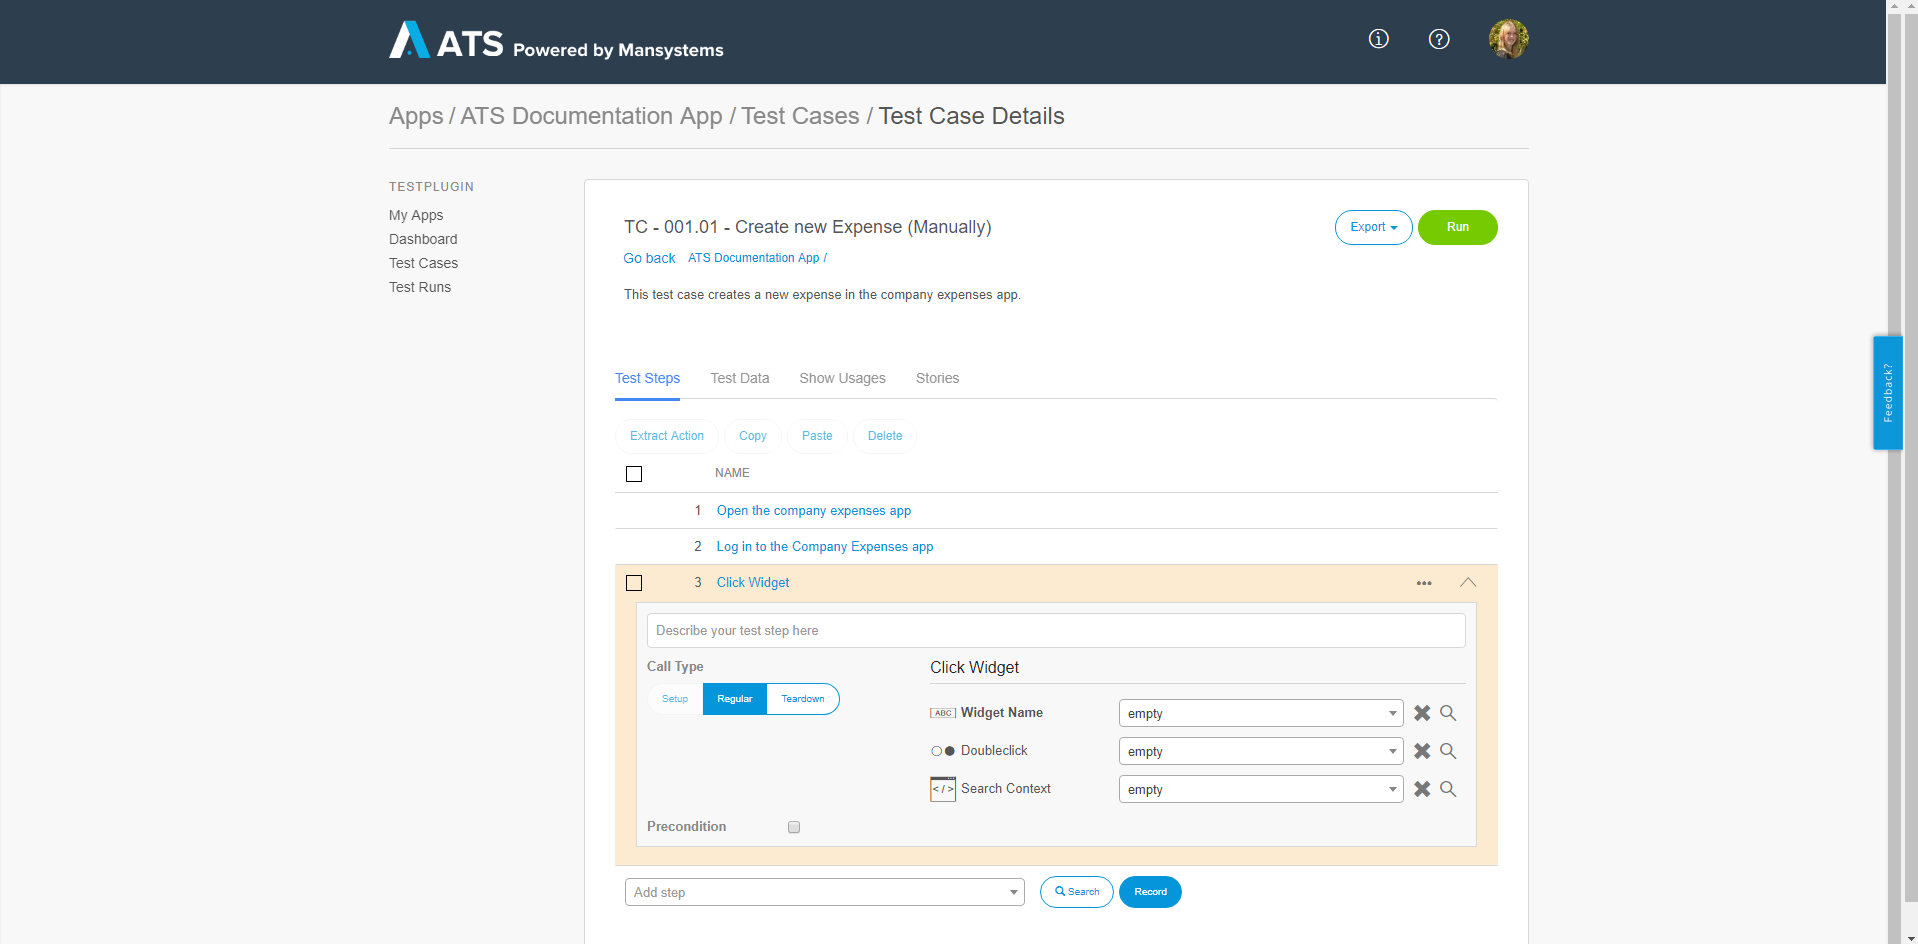 ATS Powered by Mansystems
Apps / ATS Documentation App / Test Cases / Test Case Details
TESTPLUGIN
My Apps
Dashboard
Test Cases
Test Runs
TC - 001.01 - Create new Expense (Manually)
Export
Run
Go back ATS Documentation App /
This test case creates a new expense in the company expenses app.
Feedback?
Test Steps Test Data Show Usages Stories
Extract Action Copy Paste Delete
NAME
1 Open the company expenses app
2 Log in to the Company Expenses app
3 Click Widget
Describe your test step here
Call Type
Setup Regular Teardown
Click Widget
ABC Widget Name empty
Doubleclick empty
</> Search Context empty
Precondition
Add step
Search
Record